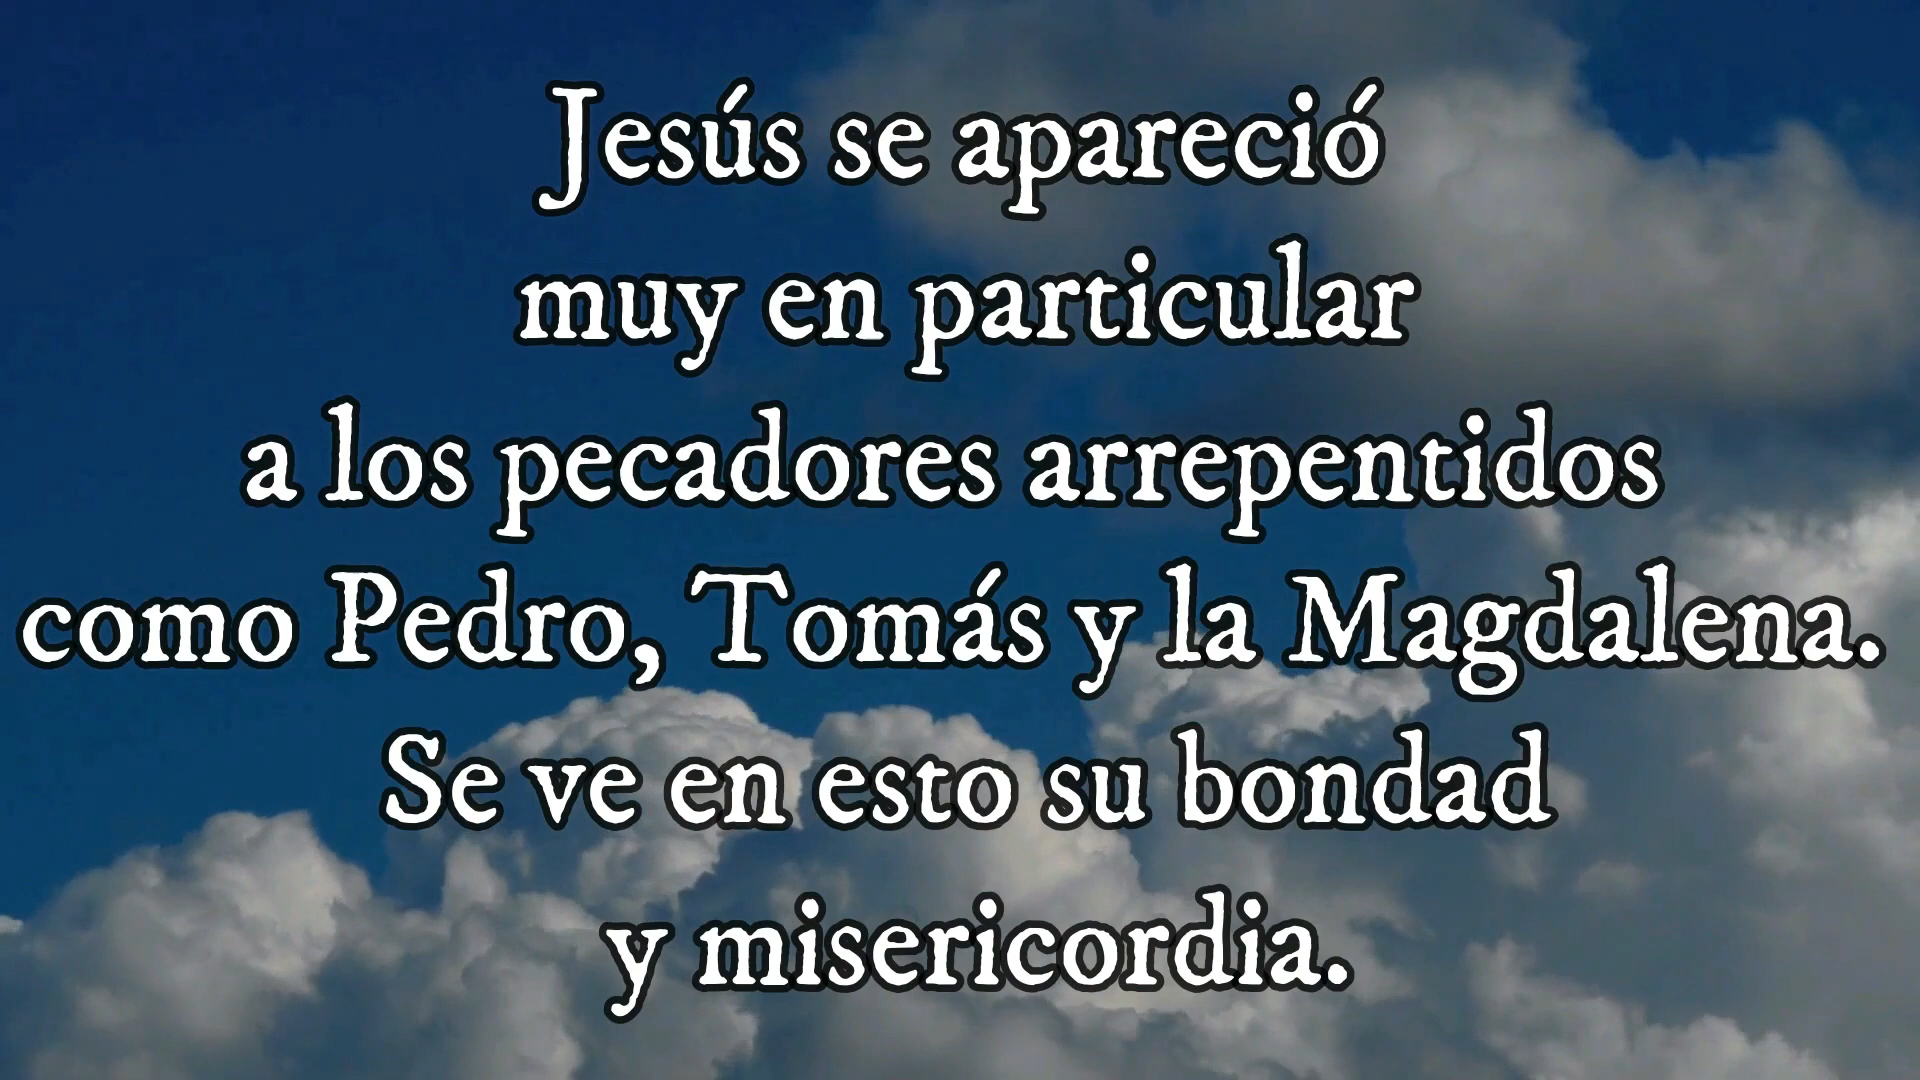 Jesús se apareció
muy en particular
a los pecadores arrepentidos
como Pedro, Tomás y la Magdalena.
Se ve en esto su bondad
y misericordia.